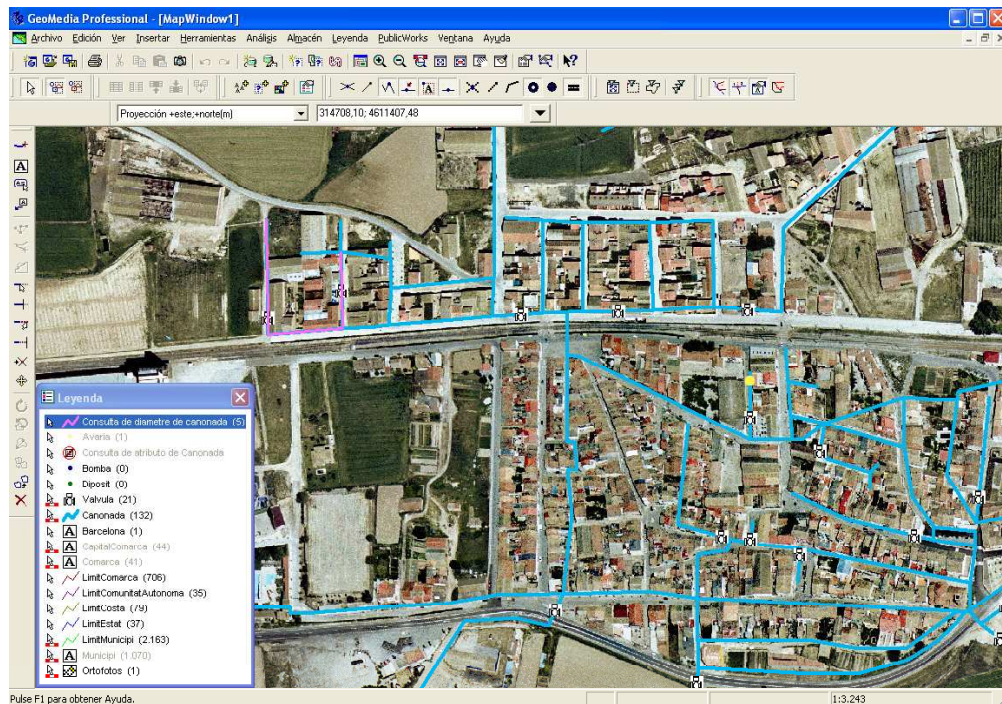 GeoMedia Professional - [MapWindow1]
Archivo Edición Ver Insertar Herramientas Análisis Almacén Leyenda PublicWorks Ventana Ayuda
Proyección +este;+norte(m) 314708,10; 4611407,48
Leyenda
Consulta de diametre de canonada (5)
Avaria (1)
Consulta de atributo de Canonada
Bomba (0)
Diposit (0)
Valvula (21)
Canonada (132)
A Barcelona (1)
A CapitalComarca (44)
A Comarca (41)
LimitComarca (706)
LimitComunitatAutonoma (35)
LimitCosta (79)
LimitEstat (37)
LimitMunicipi (2.163)
A Municipi (1.070)
Ortofotos (1)
Pulse F1 para obtener Ayuda. 1:3.243